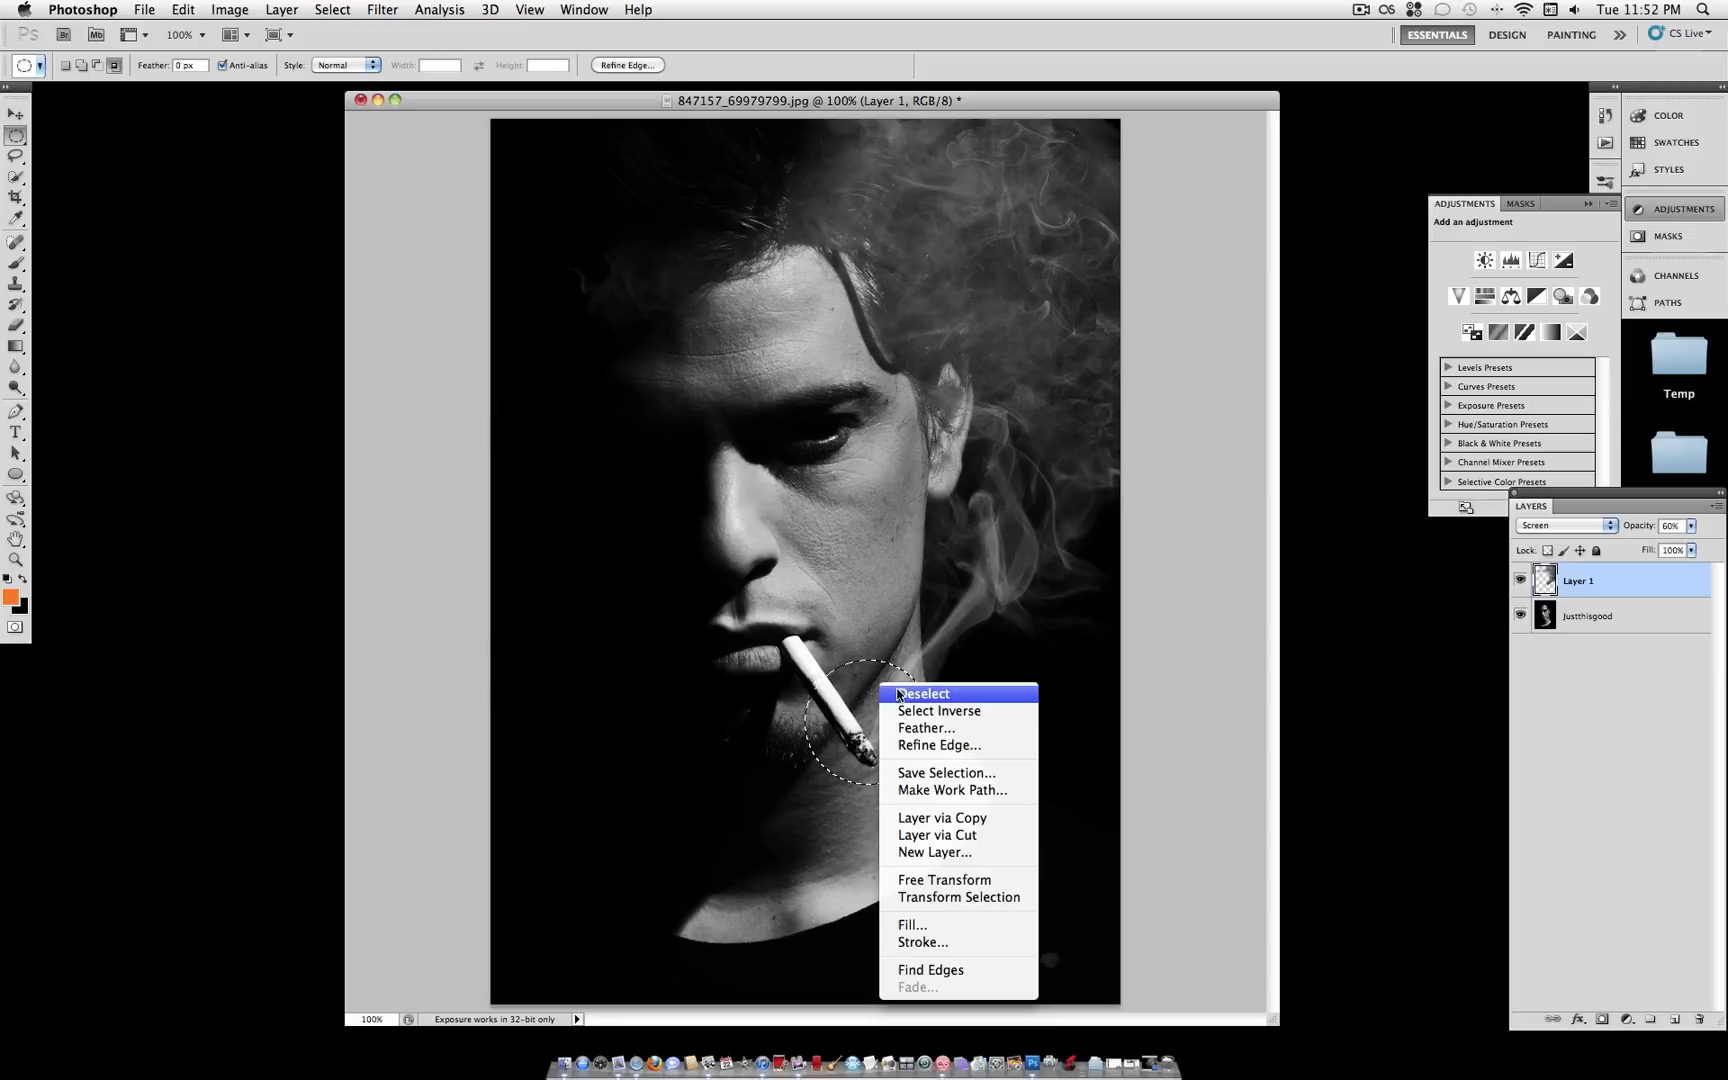 Photoshop File Edit Image Layer Select Filter Analysis 3D View Window Help Tue 11:52 PM
Ps Br Mb 100% ESSENTIALS DESIGN PAINTING CS Live
Feather: 0 px Anti-alias Style: Normal Width: Height: Refine Edge...
847157_69979799.jpg @ 100% (Layer 1, RGB/8) *
COLOR
SWATCHES
STYLES
ADJUSTMENTS
MASKS
CHANNELS
PATHS
ADJUSTMENTS MASKS
Add an adjustment
Levels Presets
Curves Presets
Exposure Presets
Hue/Saturation Presets
Black & White Presets
Channel Mixer Presets
Selective Color Presets
Temp
LAYERS
Screen Opacity: 60%
Lock: Fill: 100%
Layer 1
Justthisgood
Deselect
Select Inverse
Feather...
Refine Edge...
Save Selection...
Make Work Path...
Layer via Copy
Layer via Cut
New Layer...
Free Transform
Transform Selection
Fill...
Stroke...
Find Edges
Fade...
100% Exposure works in 32-bit only